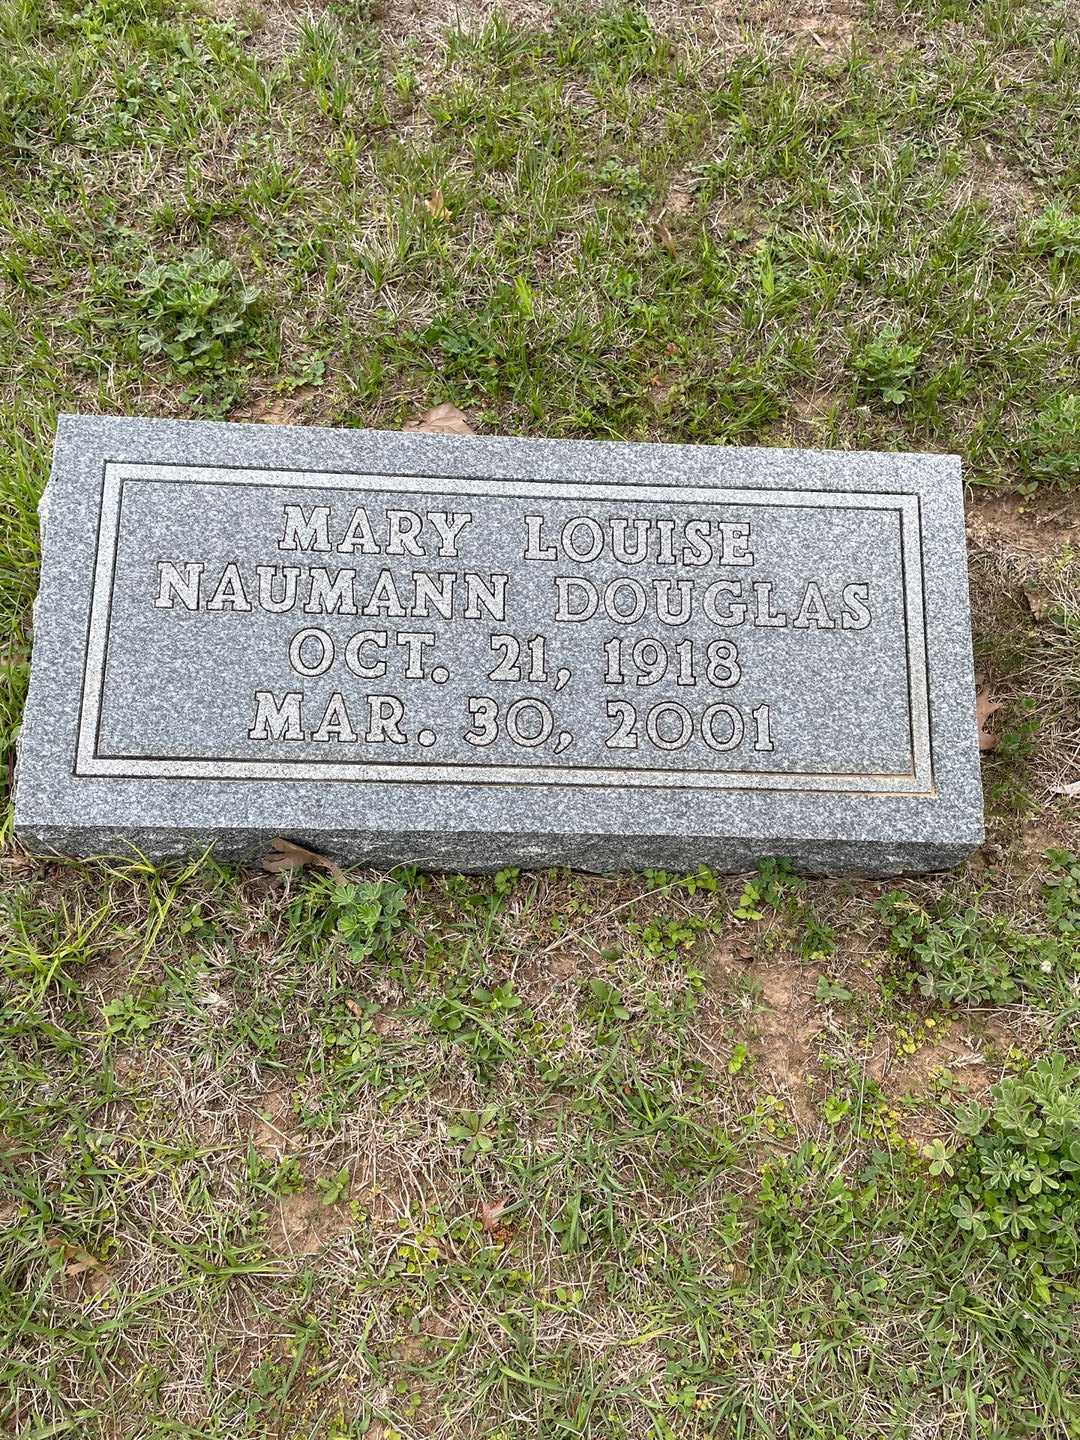 MARY LOUISE
NAUMANN DOUGLAS
OCT. 21, 1918
MAR. 30, 2001